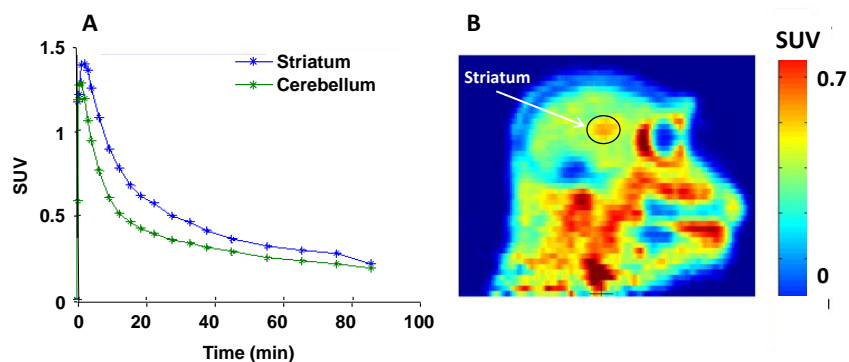 A
1.5
1
0.5
0
SUV
Striatum
Cerebellum
0 20 40 60 80 100
Time (min)
B
Striatum
SUV
0.7
0